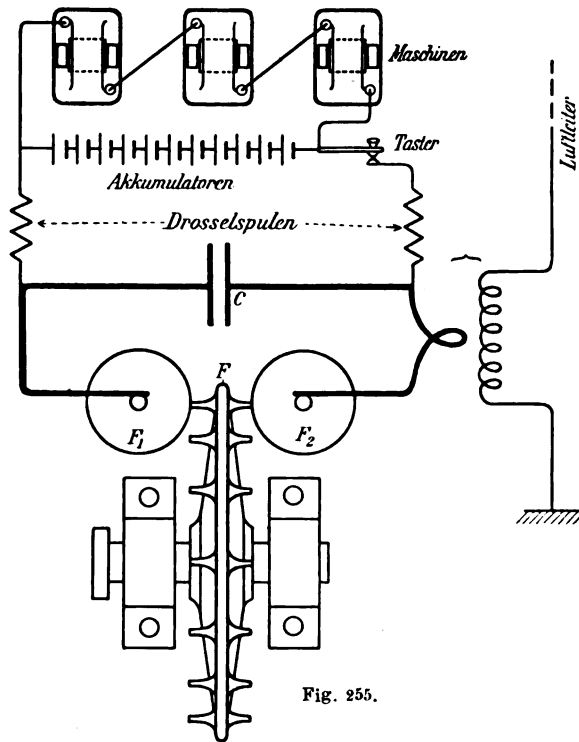 Maschinen
Luftleiter
Taster
Akkumulatoren
Drosselspulen
C
F
F1
F2
Fig. 255.